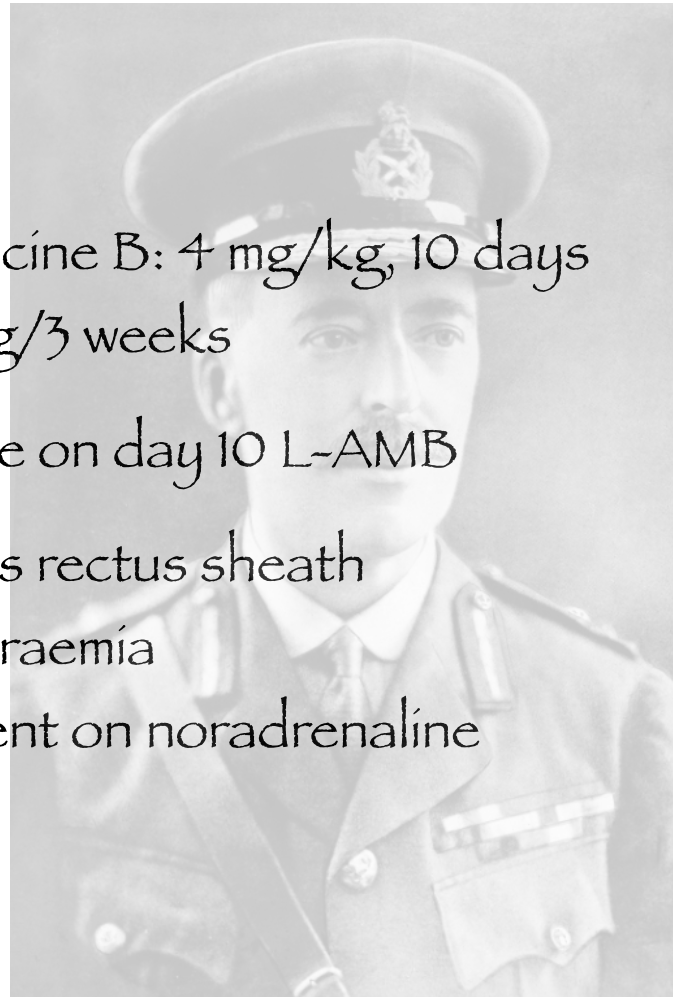 cine B: 4 mg/kg, 10 days
g/3 weeks
e on day 10 L-AMB
s rectus sheath
raemia
ent on noradrenaline